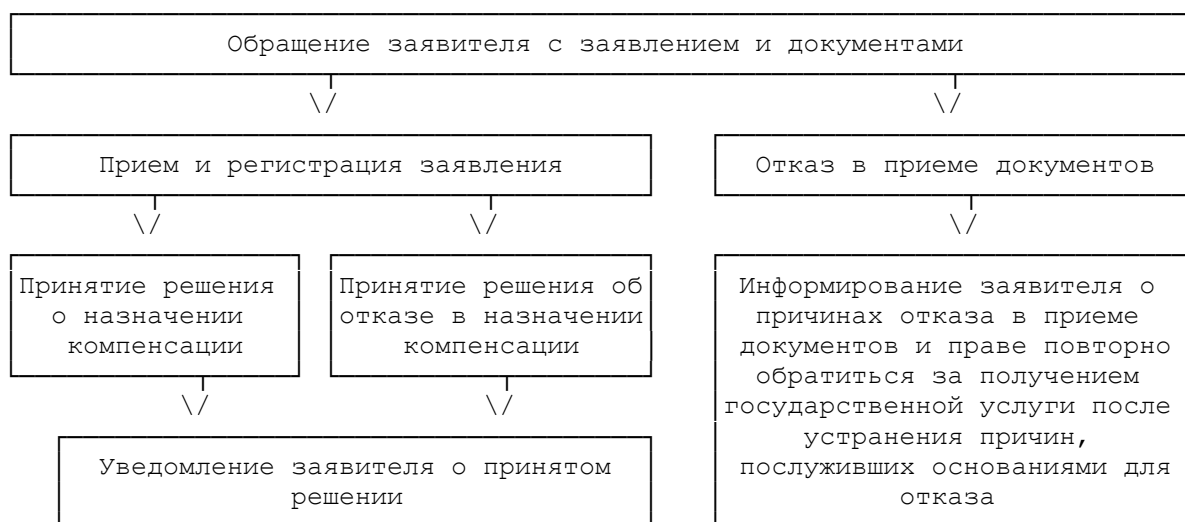 Обращение заявителя с заявлением и документами
\/
\/
Прием и регистрация заявления
Отказ в приеме документов
\/
\/
\/
Принятие решения
о назначении
компенсации
Принятие решения об
отказе в назначении
компенсации
Информирование заявителя о
причинах отказа в приеме
документов и праве повторно
обратиться за получением
государственной услуги после
устранения причин,
послуживших основаниями для
отказа
\/
\/
Уведомление заявителя о принятом
решении